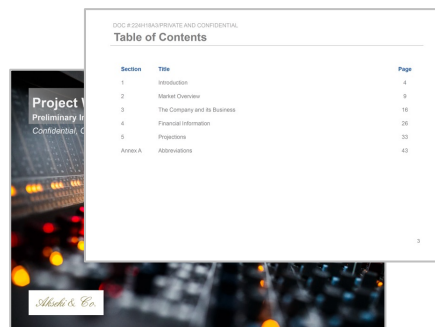 DOC #:234H18A3/PRIVATE AND CONFIDENTIAL
Table of Contents
Section Title Page
1 Introduction 4
2 Market Overview 9
3 The Company and its Business 16
4 Financial Information 26
5 Projections 33
Annex A Abbreviations 43
3
Project
Preliminary
Confidential,
Akseki & Co.